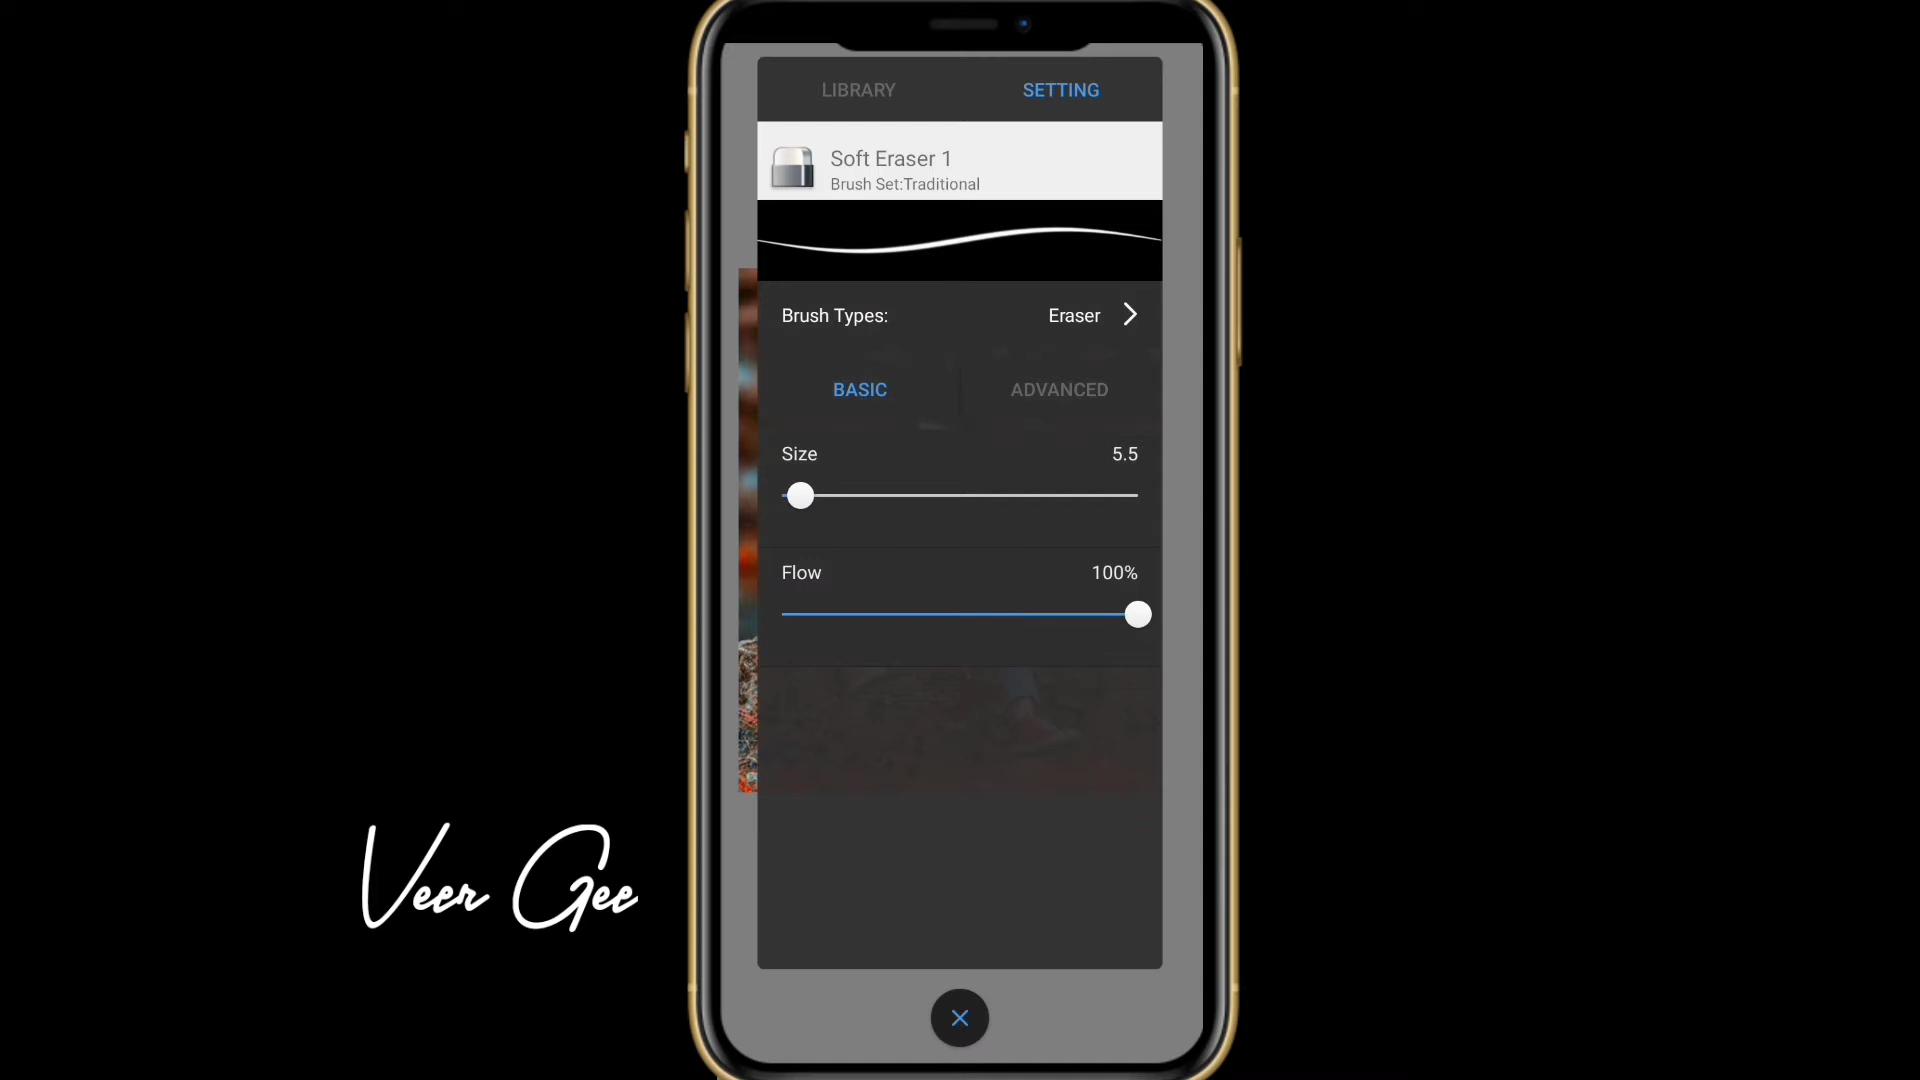 LIBRARY SETTING
Soft Eraser 1
Brush Set:Traditional
Brush Types: Eraser
BASIC ADVANCED
Size 5.5
Flow 100%
Veer Gee